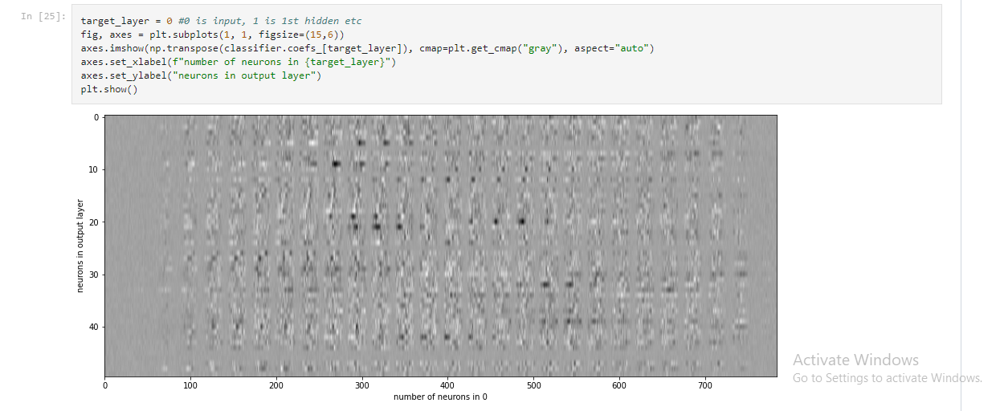 In [25]:
target_layer = 0 #0 is input, 1 is 1st hidden etc
fig, axes = plt.subplots(1, 1, figsize=(15,6))
axes.imshow(np.transpose(classifier.coefs_[target_layer]), cmap=plt.get_cmap("gray"), aspect="auto")
axes.set_xlabel(f"number of neurons in {target_layer}")
axes.set_ylabel("neurons in output layer")
plt.show()
0
10
20
30
40
neurons in output layer
0 100 200 300 400 500 600 700
number of neurons in 0
Activate Windows
Go to Settings to activate Windows.